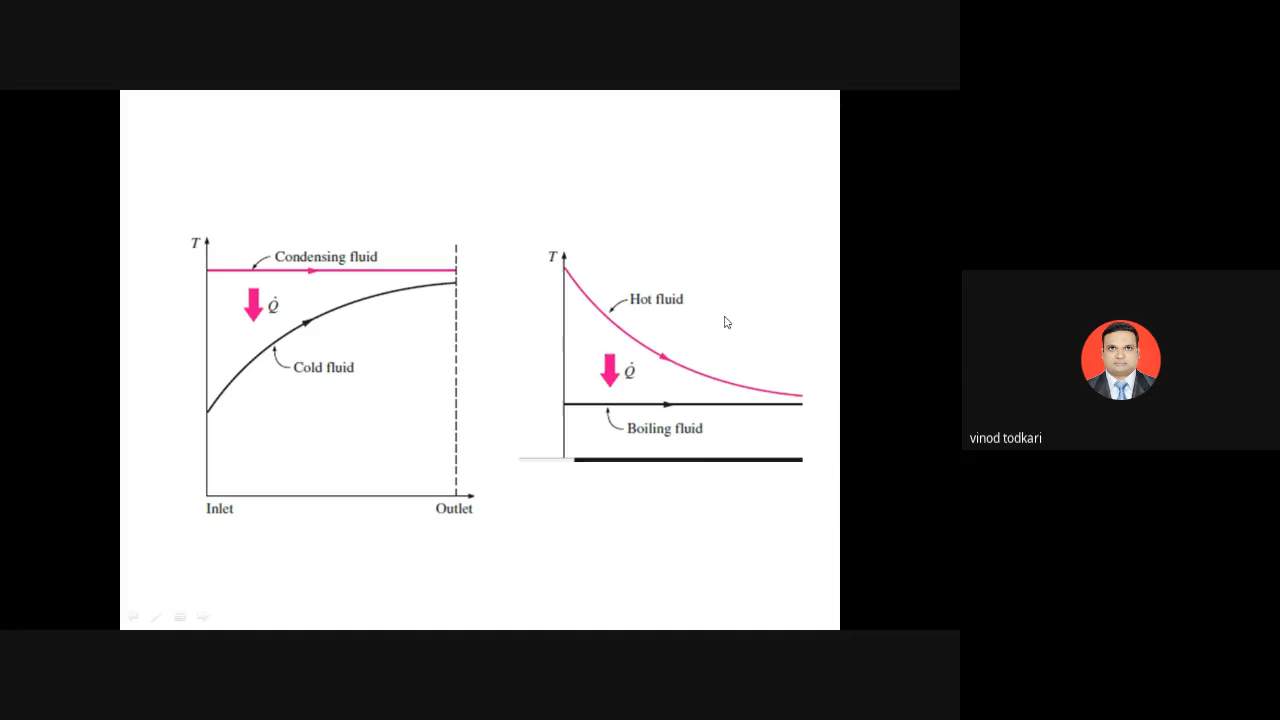 T
Condensing fluid
Q̇
Cold fluid
Inlet
Outlet
T
Hot fluid
Q̇
Boiling fluid
vinod todkari